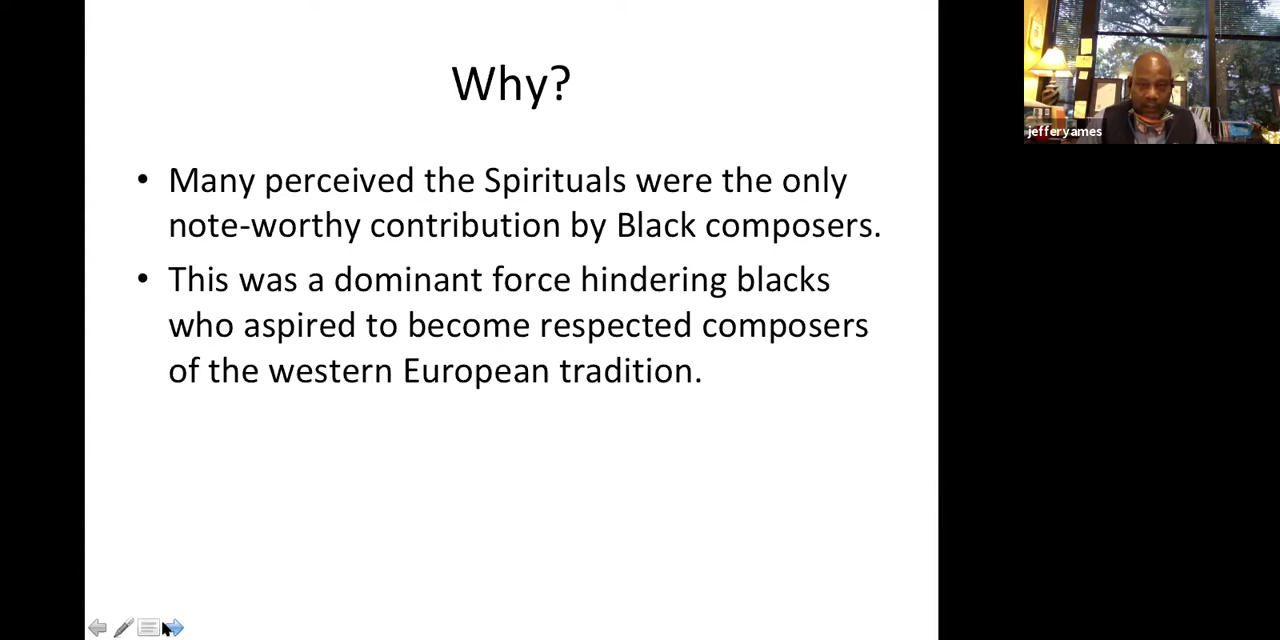 Why?
• Many perceived the Spirituals were the only
note-worthy contribution by Black composers.
• This was a dominant force hindering blacks
who aspired to become respected composers
of the western European tradition.
jefferyames